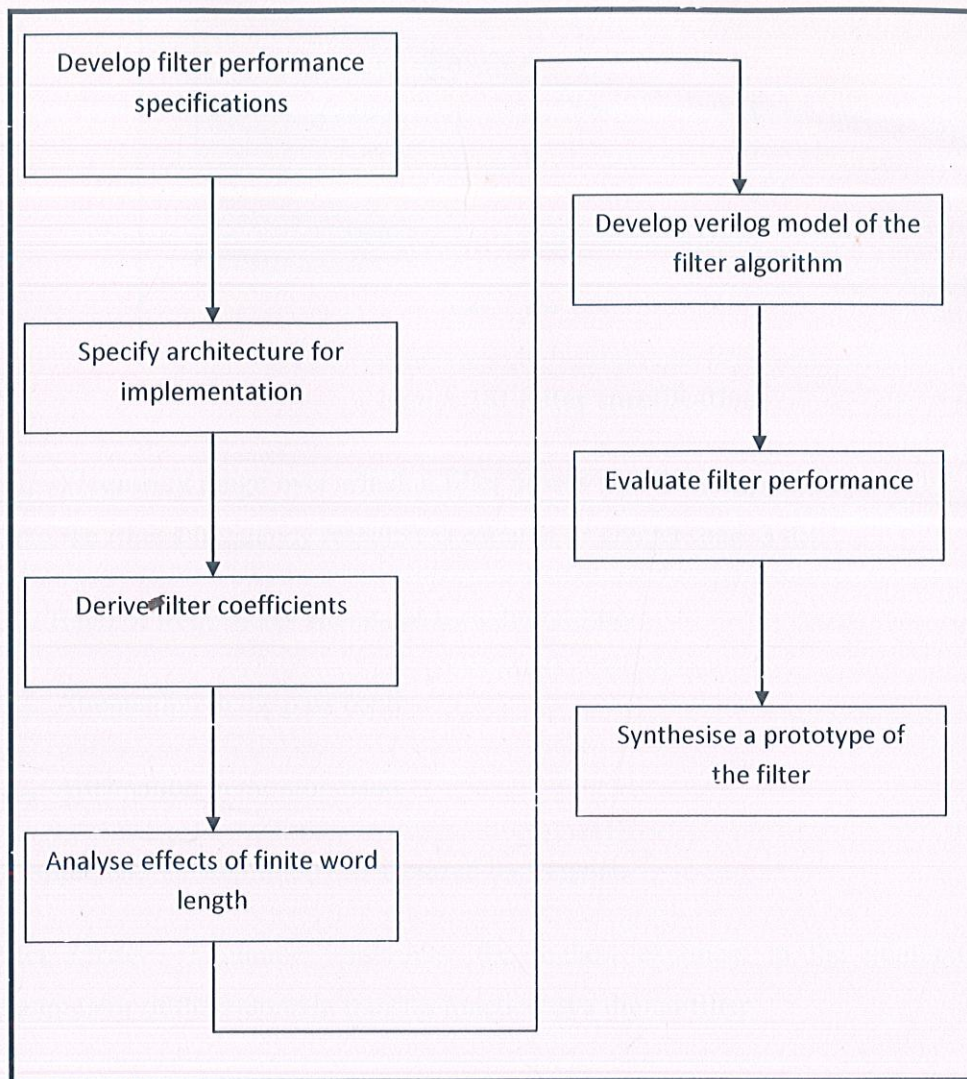 Develop filter performance
specifications
Specify architecture for
implementation
Derive filter coefficients
Analyse effects of finite word
length
Develop verilog model of the
filter algorithm
Evaluate filter performance
Synthesise a prototype of
the filter